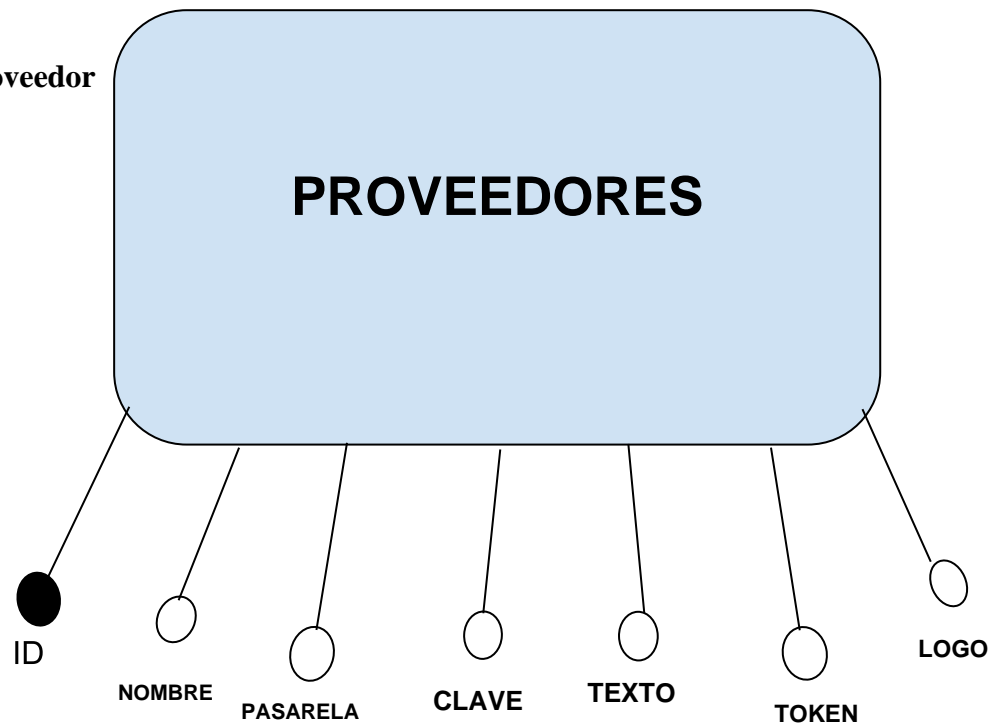 oveedor
PROVEEDORES
ID
NOMBRE
PASARELA
CLAVE
TEXTO
TOKEN
LOGO